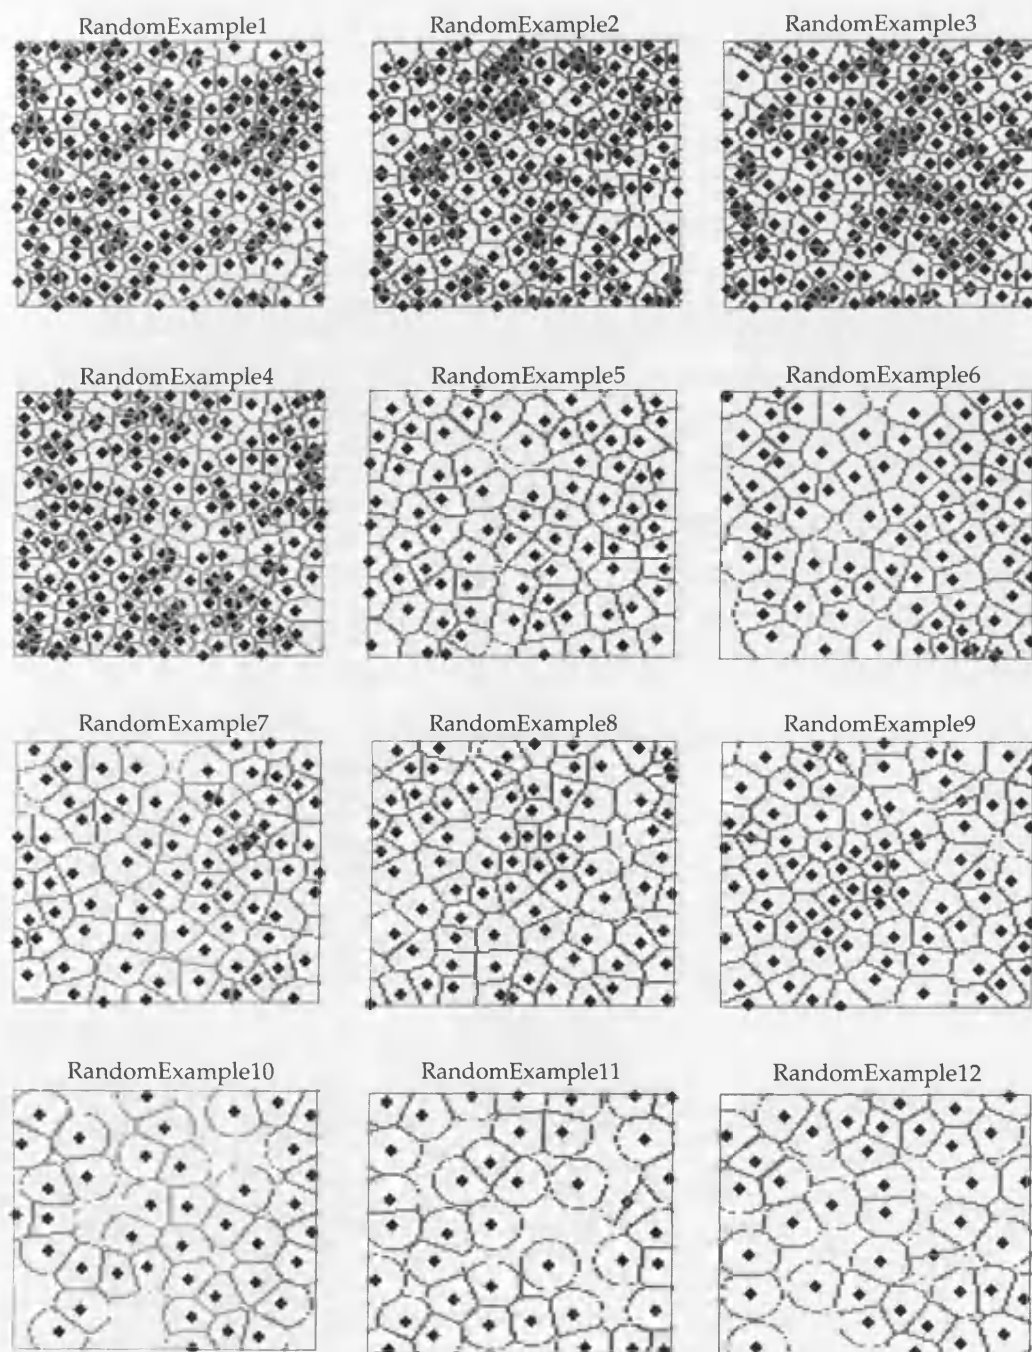 RandomExample1
RandomExample2
RandomExample3
RandomExample4
RandomExample5
RandomExample6
RandomExample7
RandomExample8
RandomExample9
RandomExample10
RandomExample11
RandomExample12